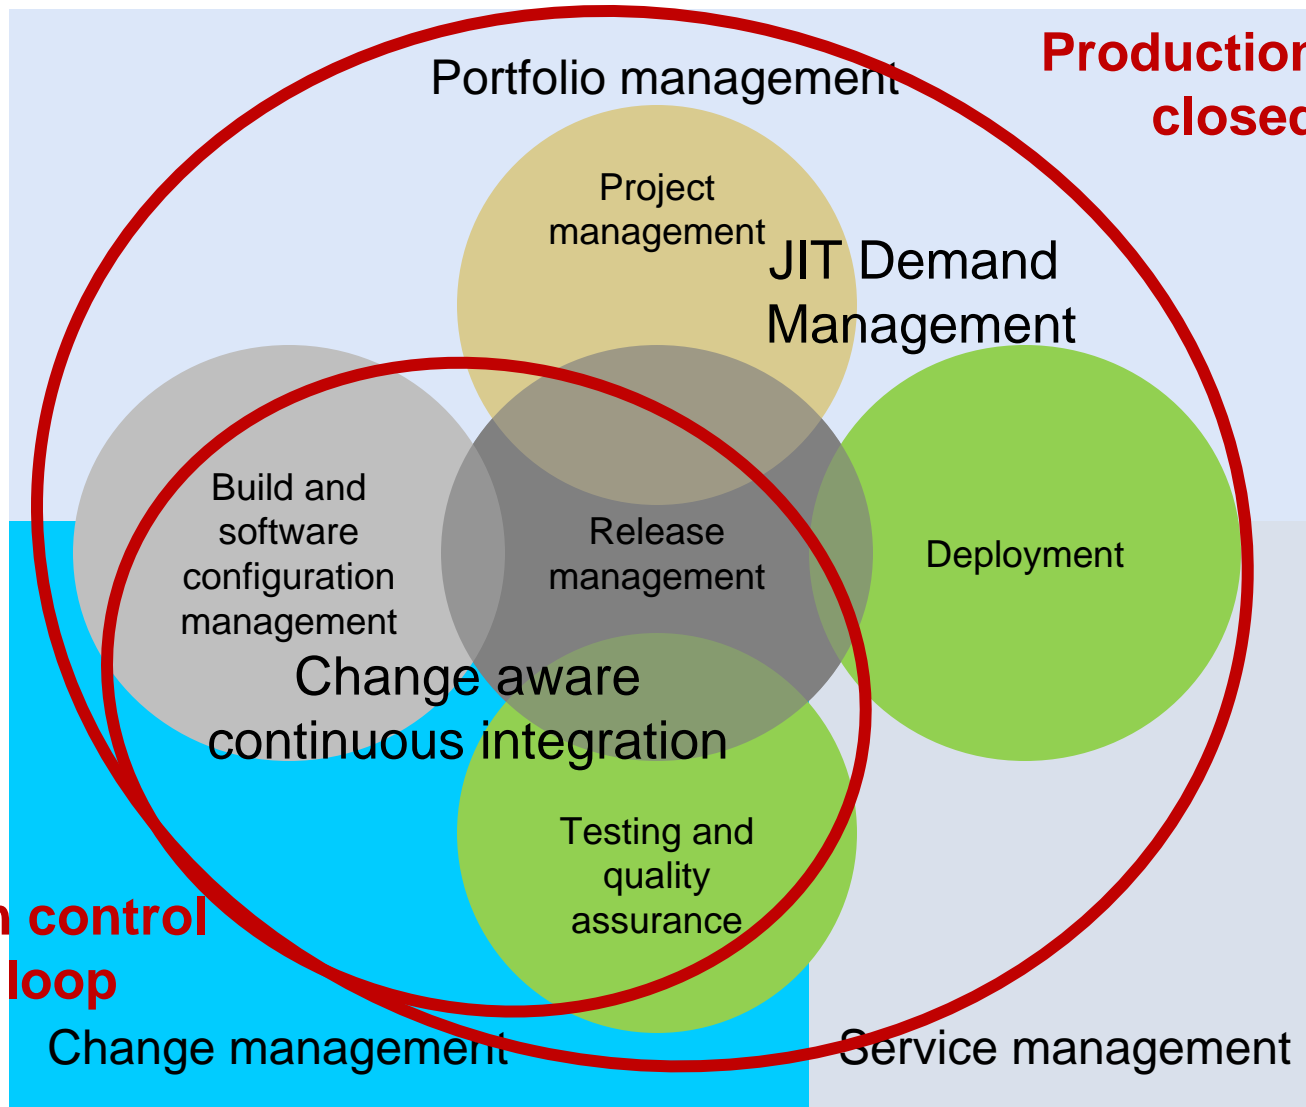 Production
closed
Portfolio management
Project
management
JIT Demand
Management
Build and
software
configuration
management
Release
management
Deployment
Change aware
continuous integration
Testing and
quality
assurance
n control
loop
Change management
Service management